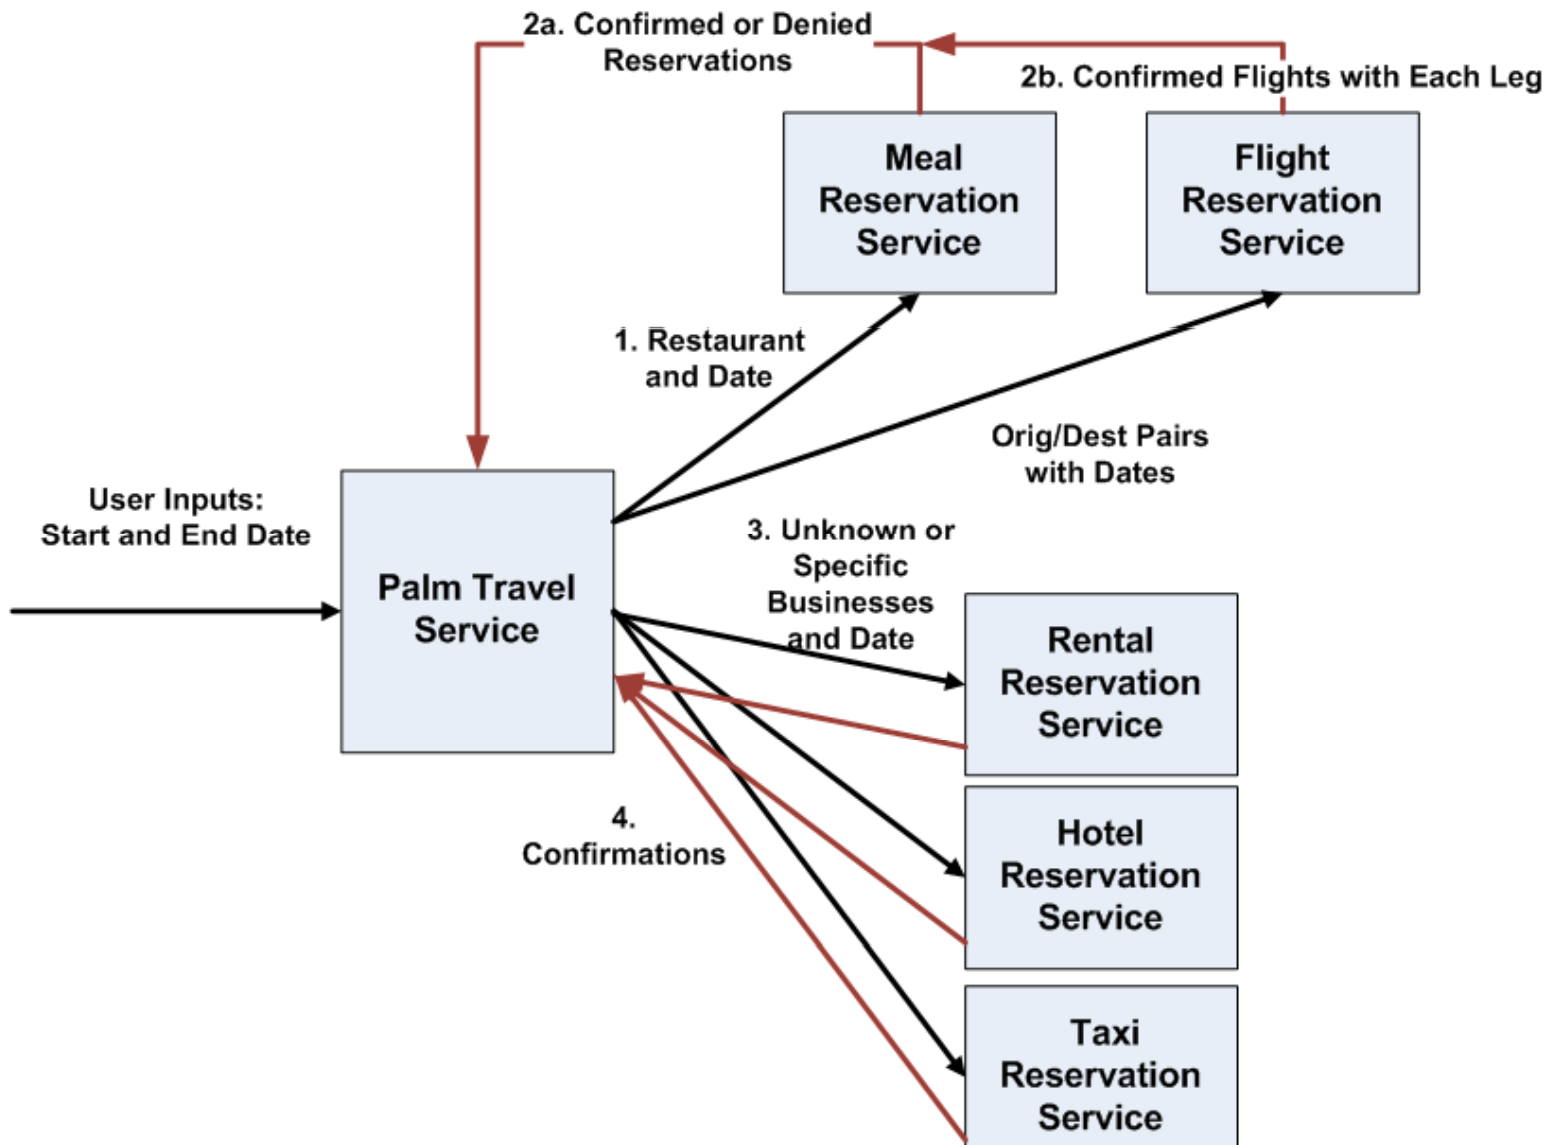 2a. Confirmed or Denied
Reservations
2b. Confirmed Flights with Each Leg
Meal
Reservation
Service
Flight
Reservation
Service
1. Restaurant
and Date
Orig/Dest Pairs
with Dates
User Inputs:
Start and End Date
Palm Travel
Service
3. Unknown or
Specific
Businesses
and Date
Rental
Reservation
Service
4.
Confirmations
Hotel
Reservation
Service
Taxi
Reservation
Service